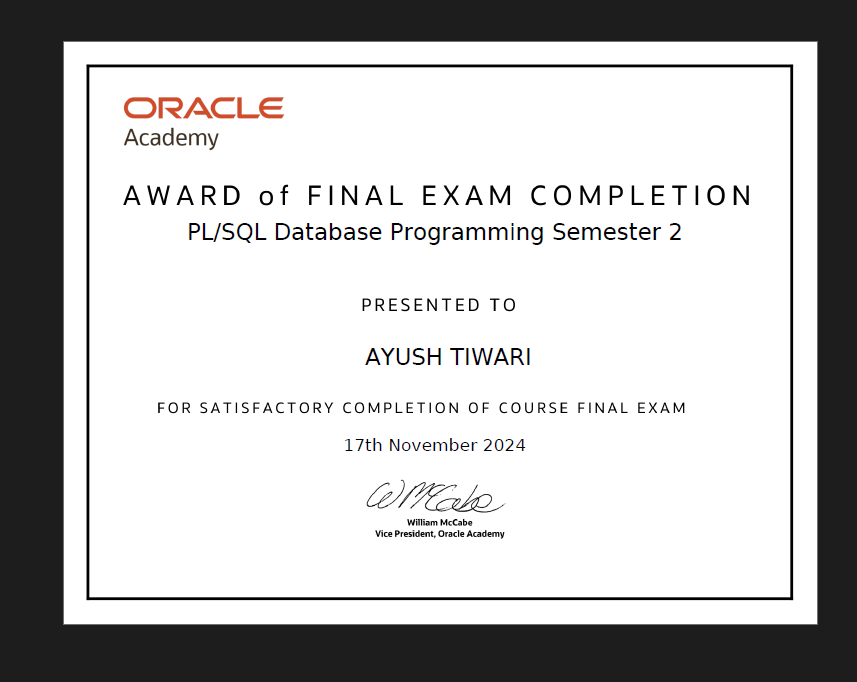 ORACLE
Academy
AWARD of FINAL EXAM COMPLETION
PL/SQL Database Programming Semester 2
PRESENTED TO
AYUSH TIWARI
FOR SATISFACTORY COMPLETION OF COURSE FINAL EXAM
17th November 2024
WMcCabe
William McCabe
Vice President, Oracle Academy